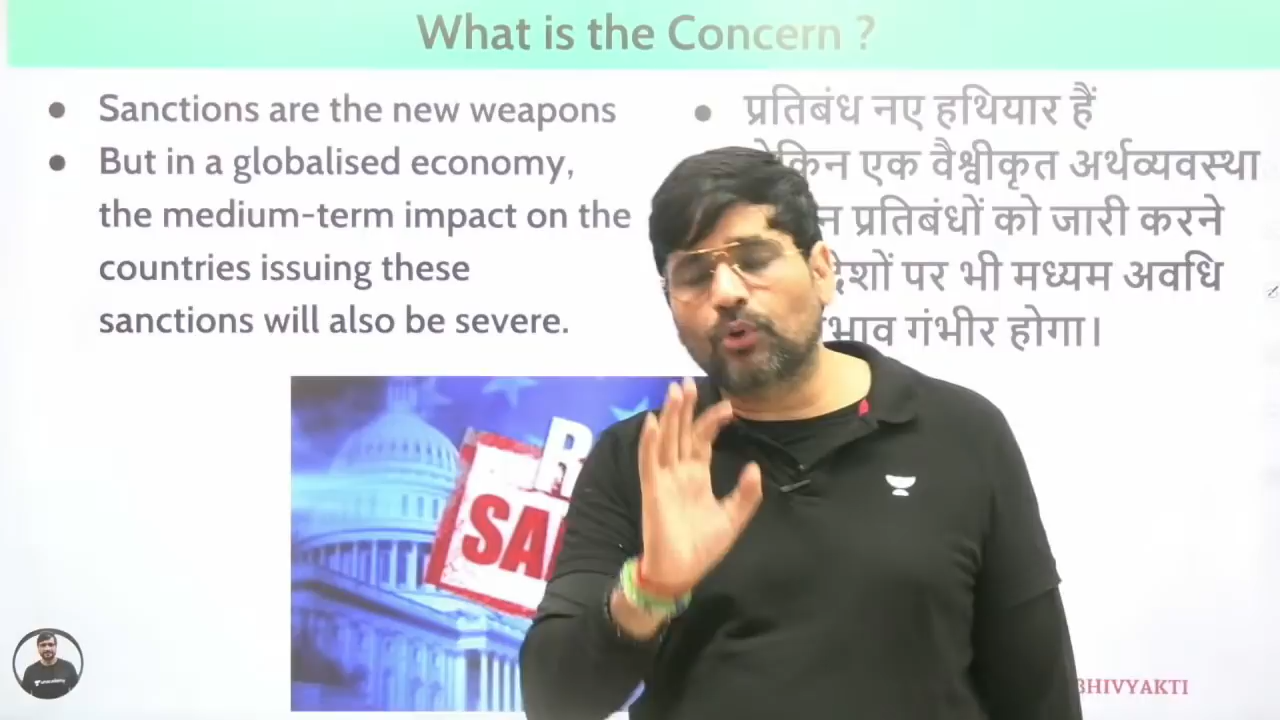 What is the Concern ?
Sanctions are the new weapons
But in a globalised economy,
the medium-term impact on the
countries issuing these
sanctions will also be severe.
प्रतिबंध नए हथियार हैं
एक वैश्वीकृत अर्थव्यवस्था
प्रतिबंधों को जारी करने
पर भी मध्यम अवधि
गंभीर होगा।